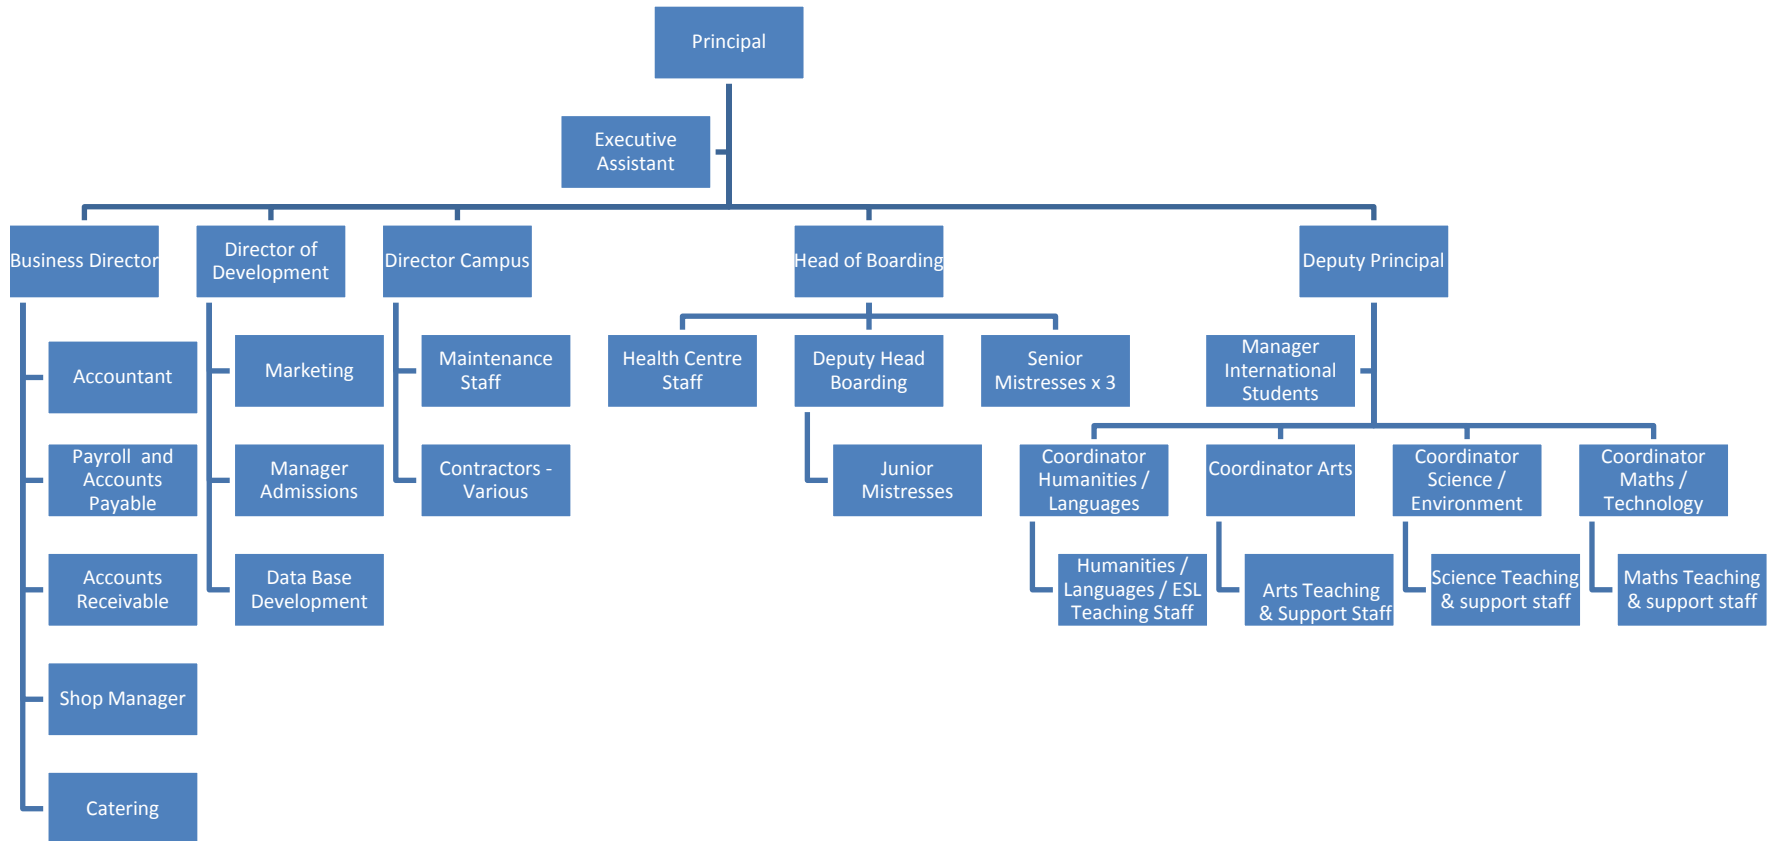 Principal
Executive
Assistant
Business Director
Director of
Development
Director Campus
Head of Boarding
Deputy Principal
Accountant
Marketing
Maintenance
Staff
Health Centre
Staff
Deputy Head
Boarding
Senior
Mistresses x 3
Manager
International
Students
Payroll and
Accounts
Payable
Manager
Admissions
Contractors -
Various
Junior
Mistresses
Coordinator
Humanities /
Languages
Coordinator Arts
Coordinator
Science /
Environment
Coordinator
Maths /
Technology
Accounts
Receivable
Data Base
Development
Humanities /
Languages / ESL
Teaching Staff
Arts Teaching
& Support Staff
Science Teaching
& support staff
Maths Teaching
& support staff
Shop Manager
Catering